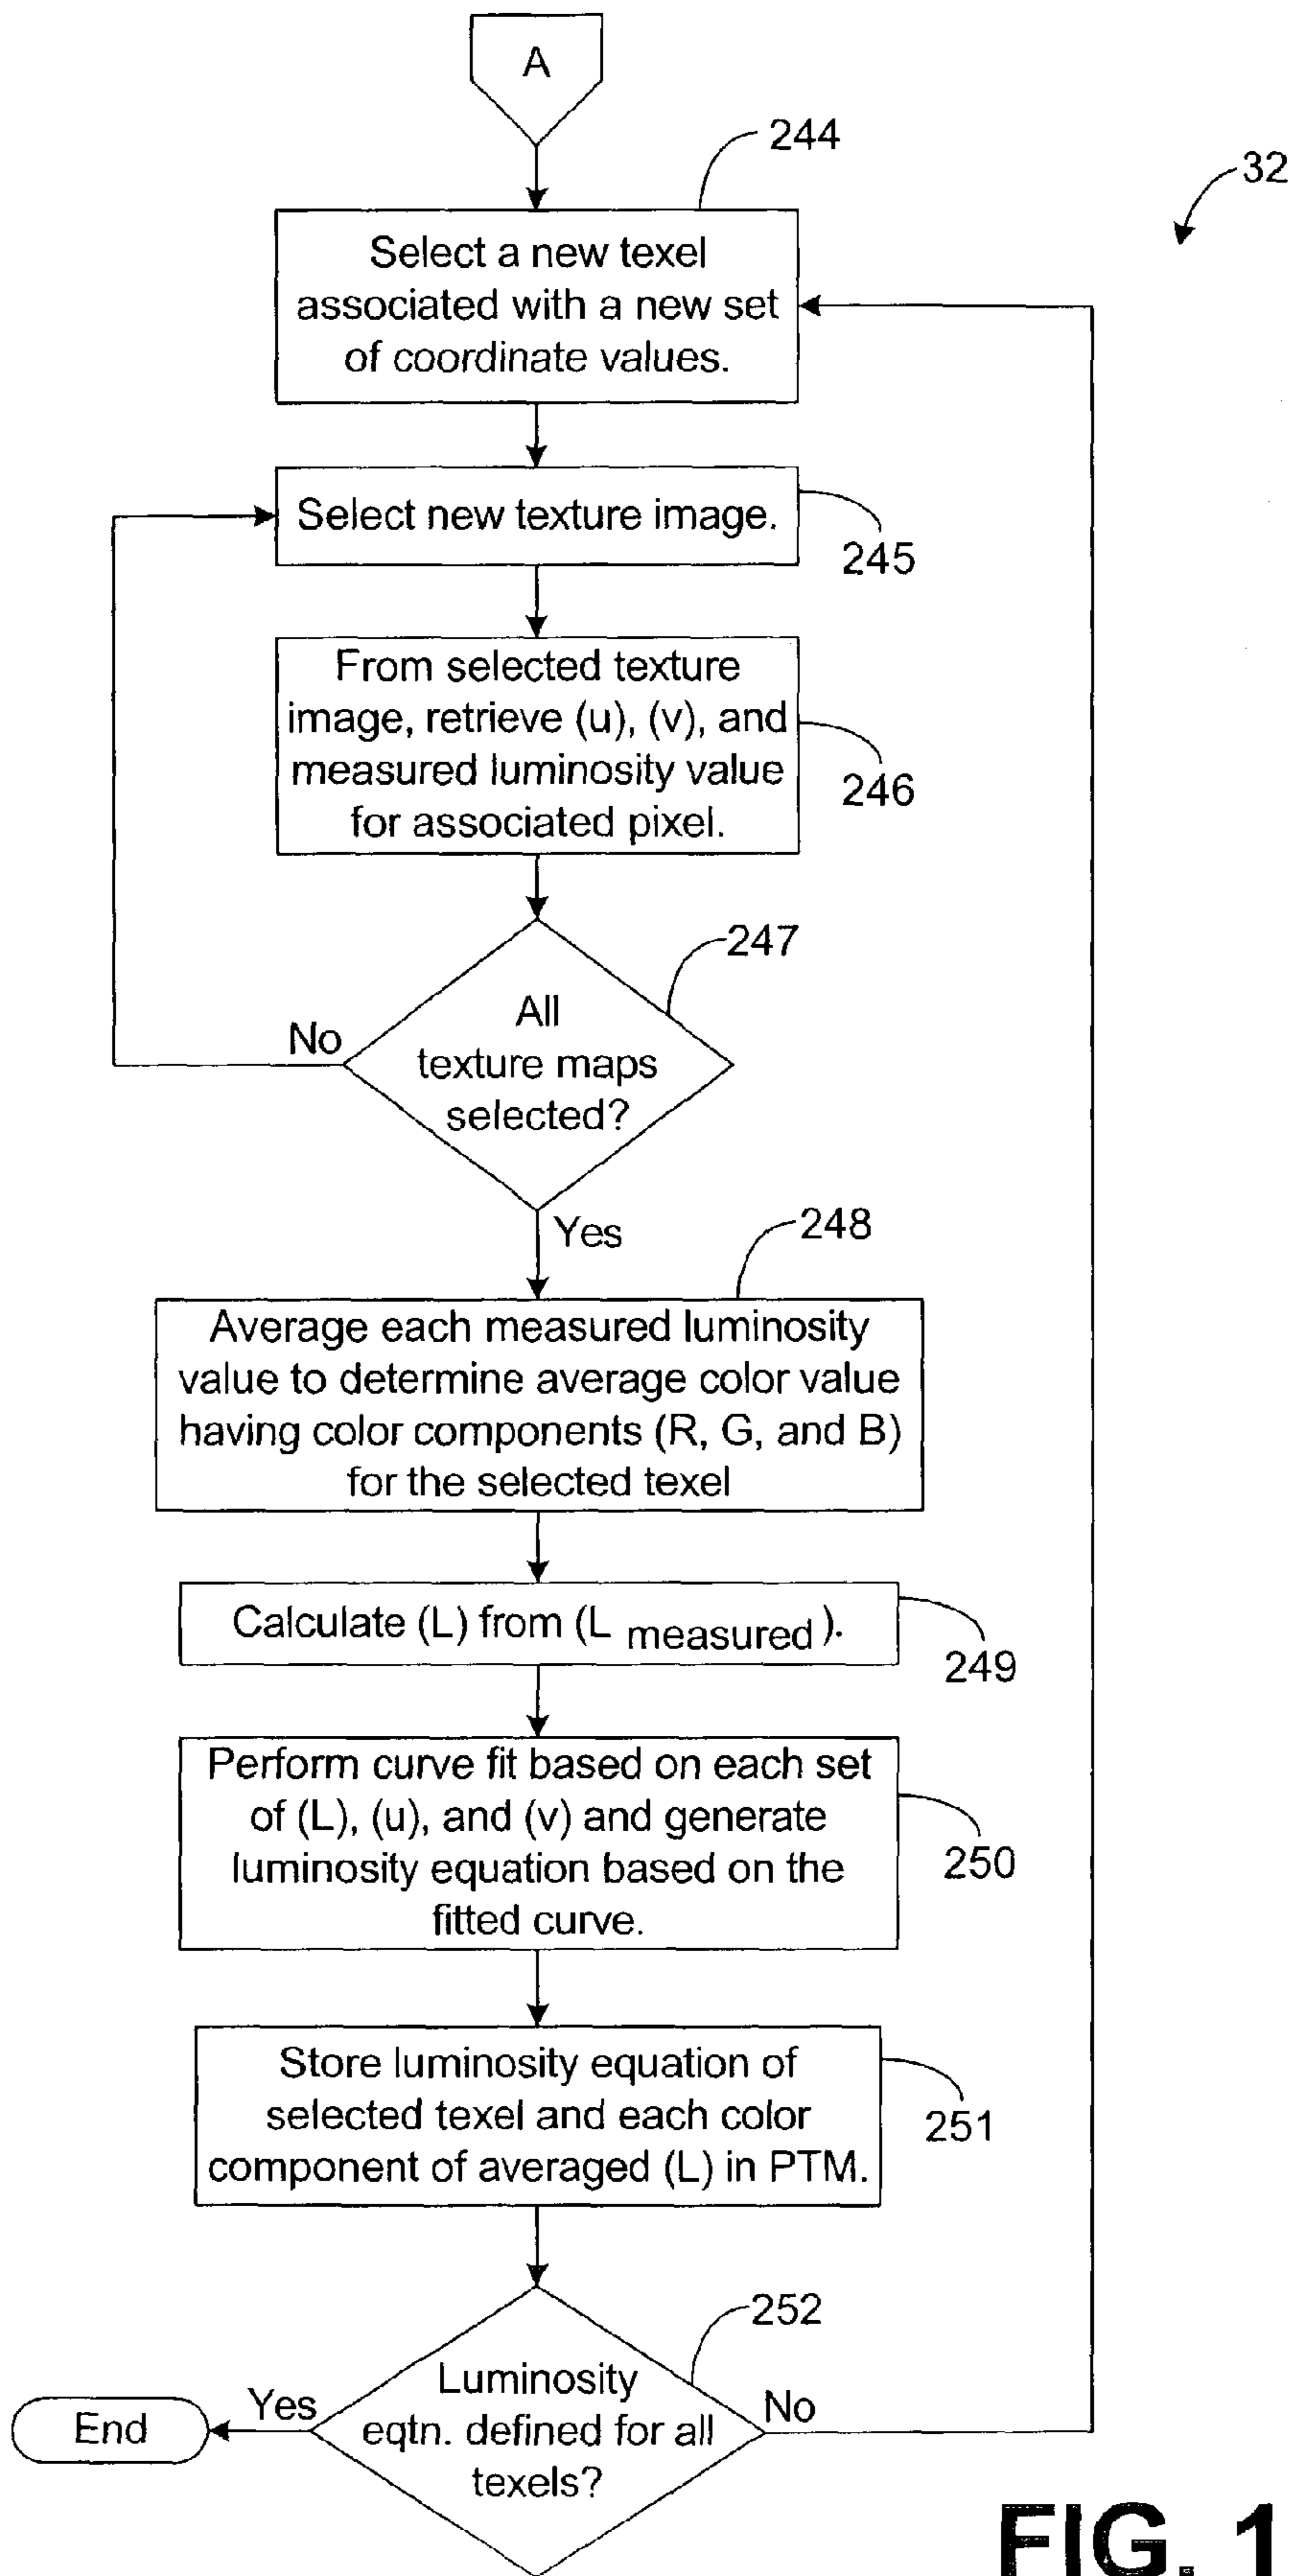 A
244
32
Select a new texel
associated with a new set
of coordinate values.
Select new texture image.
245
From selected texture
image, retrieve (u), (v), and
measured luminosity value
for associated pixel.
246
247
All
texture maps
selected?
No
Yes
248
Average each measured luminosity
value to determine average color value
having color components (R, G, and B)
for the selected texel
Calculate (L) from (L measured).
249
Perform curve fit based on each set
of (L), (u), and (v) and generate
luminosity equation based on the
fitted curve.
250
Store luminosity equation of
selected texel and each color
component of averaged (L) in PTM.
251
252
Luminosity
eqtn. defined for all
texels?
Yes
No
End
FIG. 1